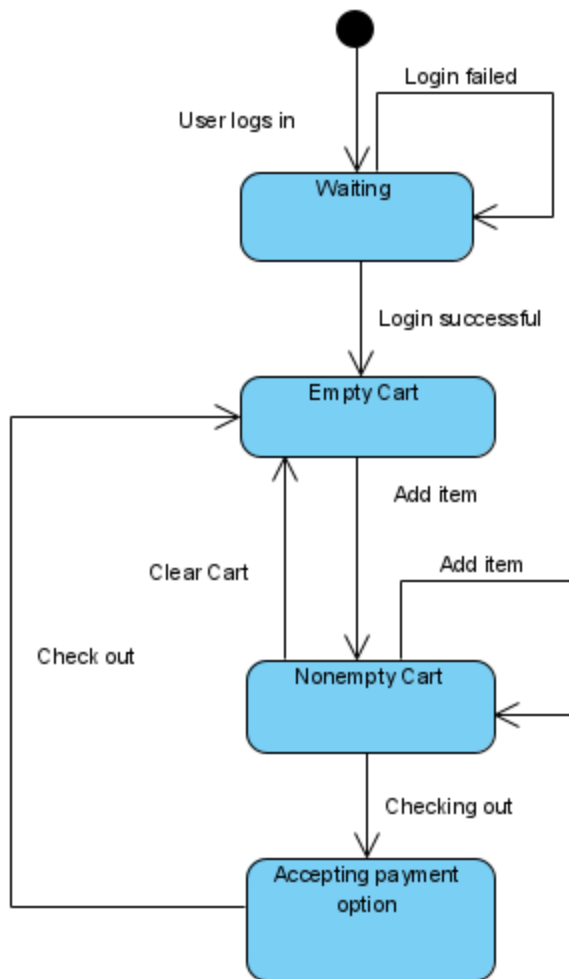 Login failed
User logs in
Waiting
Login successful
Empty Cart
Add item
Add item
Clear Cart
Check out
Nonempty Cart
Checking out
Accepting payment
option